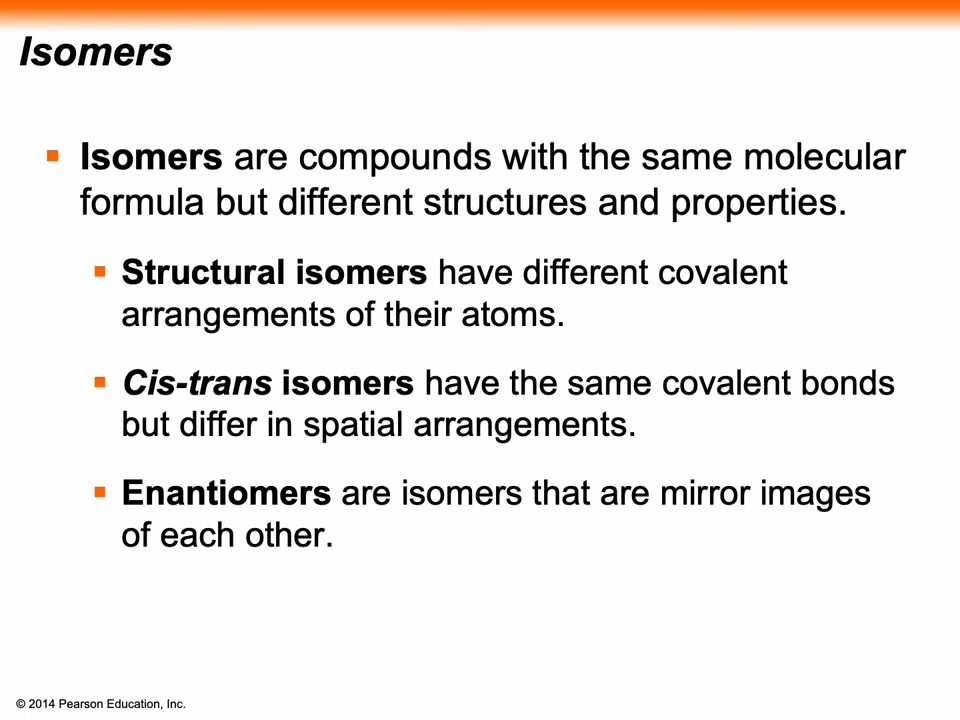 Isomers
Isomers are compounds with the same molecular
formula but different structures and properties.
Structural isomers have different covalent
arrangements of their atoms.
Cis-trans isomers have the same covalent bonds
but differ in spatial arrangements.
Enantiomers are isomers that are mirror images
of each other.
© 2014 Pearson Education, Inc.